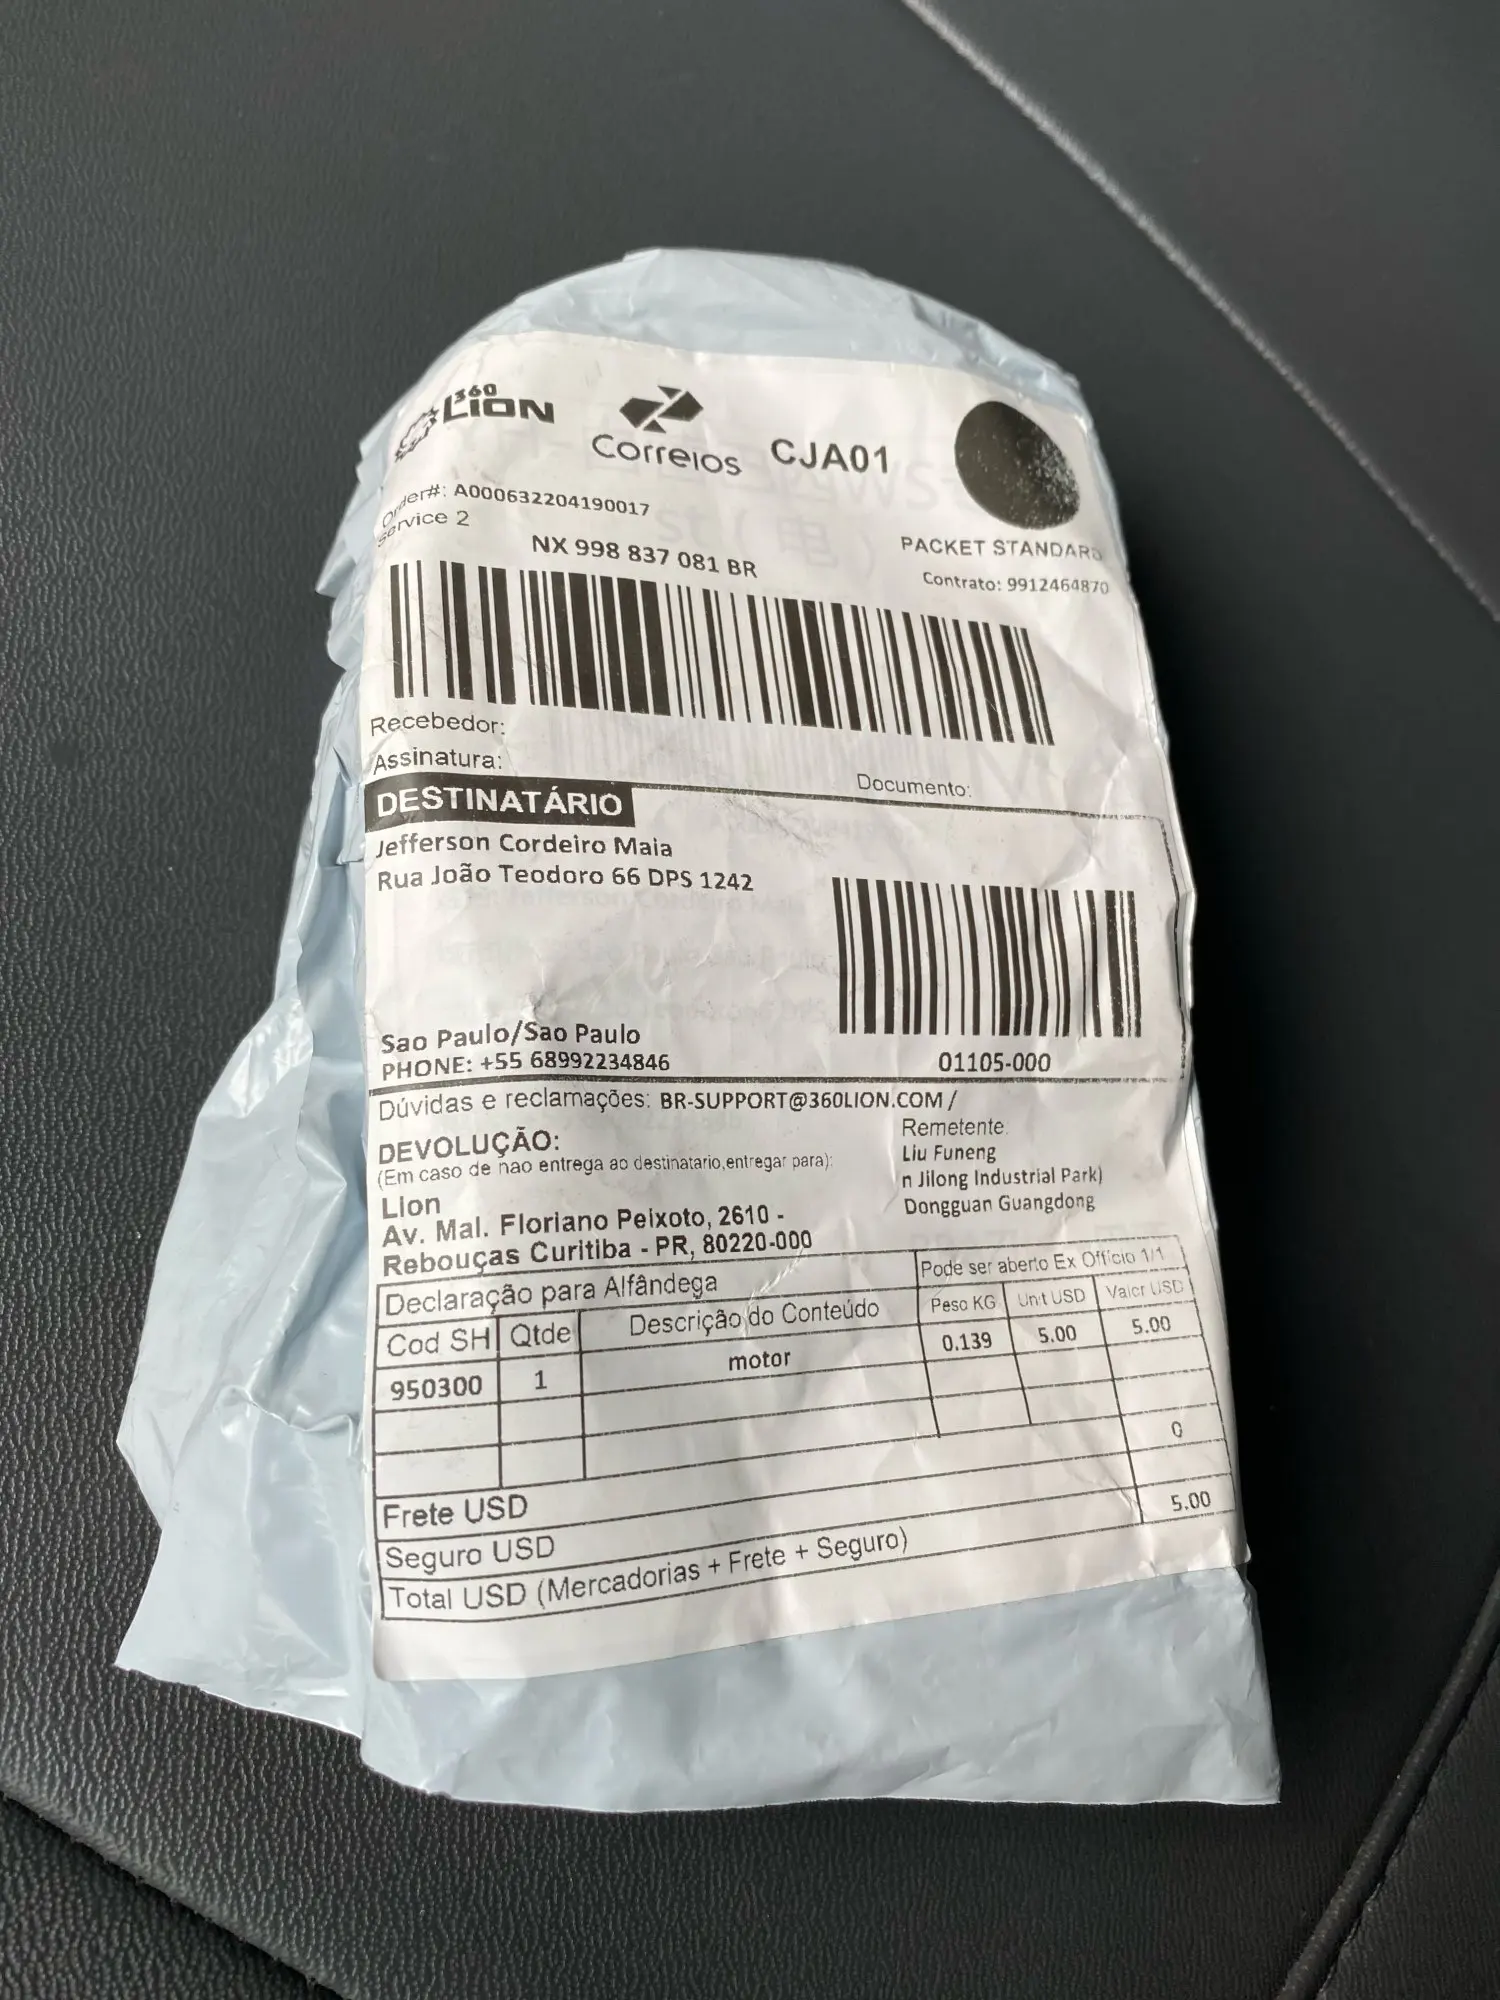 360
LION
Correios
CJA01
Order#: A000632204190017
Service 2
NX 998 837 081 BR
PACKET STANDARD
Contrato: 9912464870
Recebedor:
Assinatura:
Documento:
DESTINATÁRIO
Jefferson Cordeiro Maia
Rua João Teodoro 66 DPS 1242
Sao Paulo/Sao Paulo
PHONE: +55 68992234846
01105-000
Dúvidas e reclamações: BR-SUPPORT@360LION.COM /
DEVOLUÇÃO:
(Em caso de nao entrega ao destinatario,entregar para):
Lion
Av. Mal. Floriano Peixoto, 2610 -
Rebouças Curitiba - PR, 80220-000
Remetente:
Liu Funeng
n Jilong Industrial Park)
Dongguan Guangdong
Declaração para Alfândega
Pode ser aberto Ex Officio 1/1
Cod SH Qtde Descrição do Conteúdo Peso KG Unit USD Valor USD
950300 1 motor 0.139 5.00 5.00
Frete USD 0
Seguro USD
Total USD (Mercadorias + Frete + Seguro) 5.00